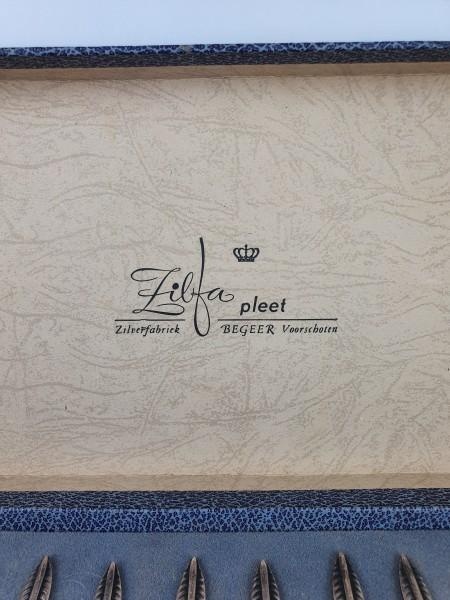 Zilfa pleet
Zilverfabriek BEGEER Voorschoten